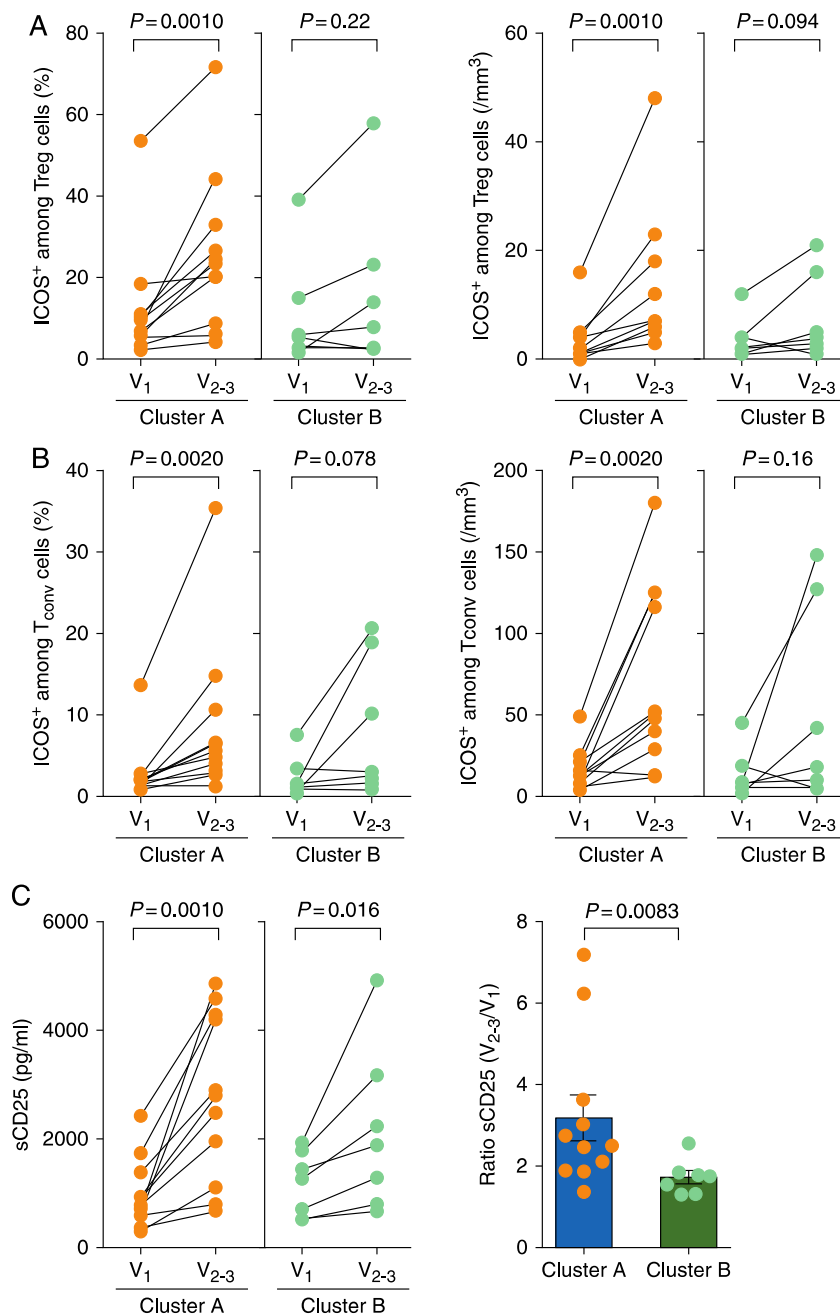 A
P=0.0010
P=0.22
ICOS+ among Treg cells (%)
80
60
40
20
0
V1
V2–3
V1
V2–3
Cluster A
Cluster B
P=0.0010
P=0.094
ICOS+ among Treg cells (/mm3)
60
40
20
0
V1
V2–3
V1
V2–3
Cluster A
Cluster B
B
P=0.0020
P=0.078
ICOS+ among Tconv cells (%)
40
30
20
10
0
V1
V2–3
V1
V2–3
Cluster A
Cluster B
P=0.0020
P=0.16
ICOS+ among Tconv cells (/mm3)
200
150
100
50
0
V1
V2–3
V1
V2–3
Cluster A
Cluster B
C
P=0.0010
P=0.016
sCD25 (pg/ml)
6000
4000
2000
0
V1
V2–3
V1
V2–3
Cluster A
Cluster B
P=0.0083
Ratio sCD25 (V2–3/V1)
8
6
4
2
0
Cluster A
Cluster B